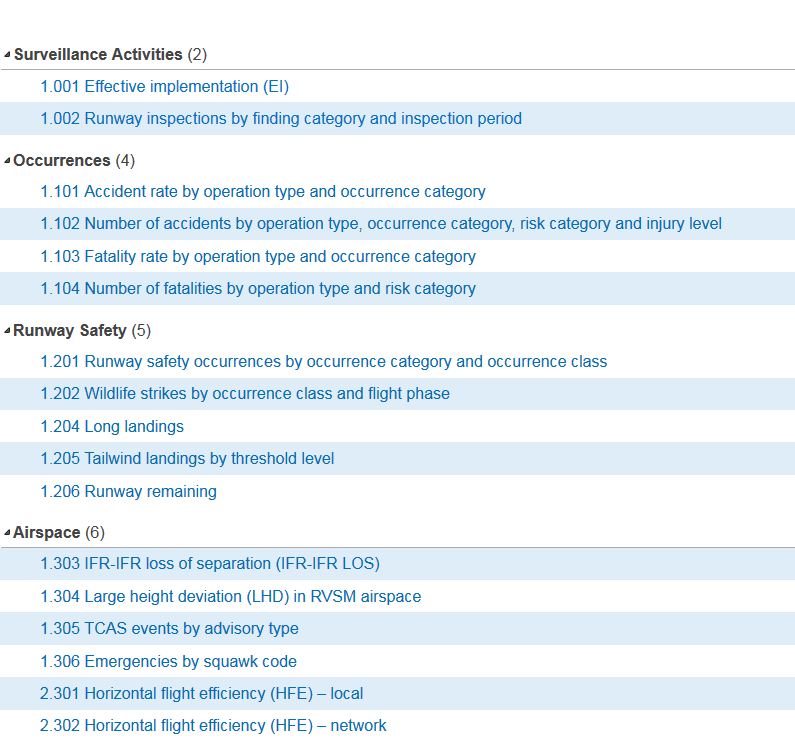 Surveillance Activities (2)
1.001 Effective implementation (EI)
1.002 Runway inspections by finding category and inspection period
Occurrences (4)
1.101 Accident rate by operation type and occurrence category
1.102 Number of accidents by operation type, occurrence category, risk category and injury level
1.103 Fatality rate by operation type and occurrence category
1.104 Number of fatalities by operation type and risk category
Runway Safety (5)
1.201 Runway safety occurrences by occurrence category and occurrence class
1.202 Wildlife strikes by occurrence class and flight phase
1.204 Long landings
1.205 Tailwind landings by threshold level
1.206 Runway remaining
Airspace (6)
1.303 IFR-IFR loss of separation (IFR-IFR LOS)
1.304 Large height deviation (LHD) in RVSM airspace
1.305 TCAS events by advisory type
1.306 Emergencies by squawk code
2.301 Horizontal flight efficiency (HFE) – local
2.302 Horizontal flight efficiency (HFE) – network